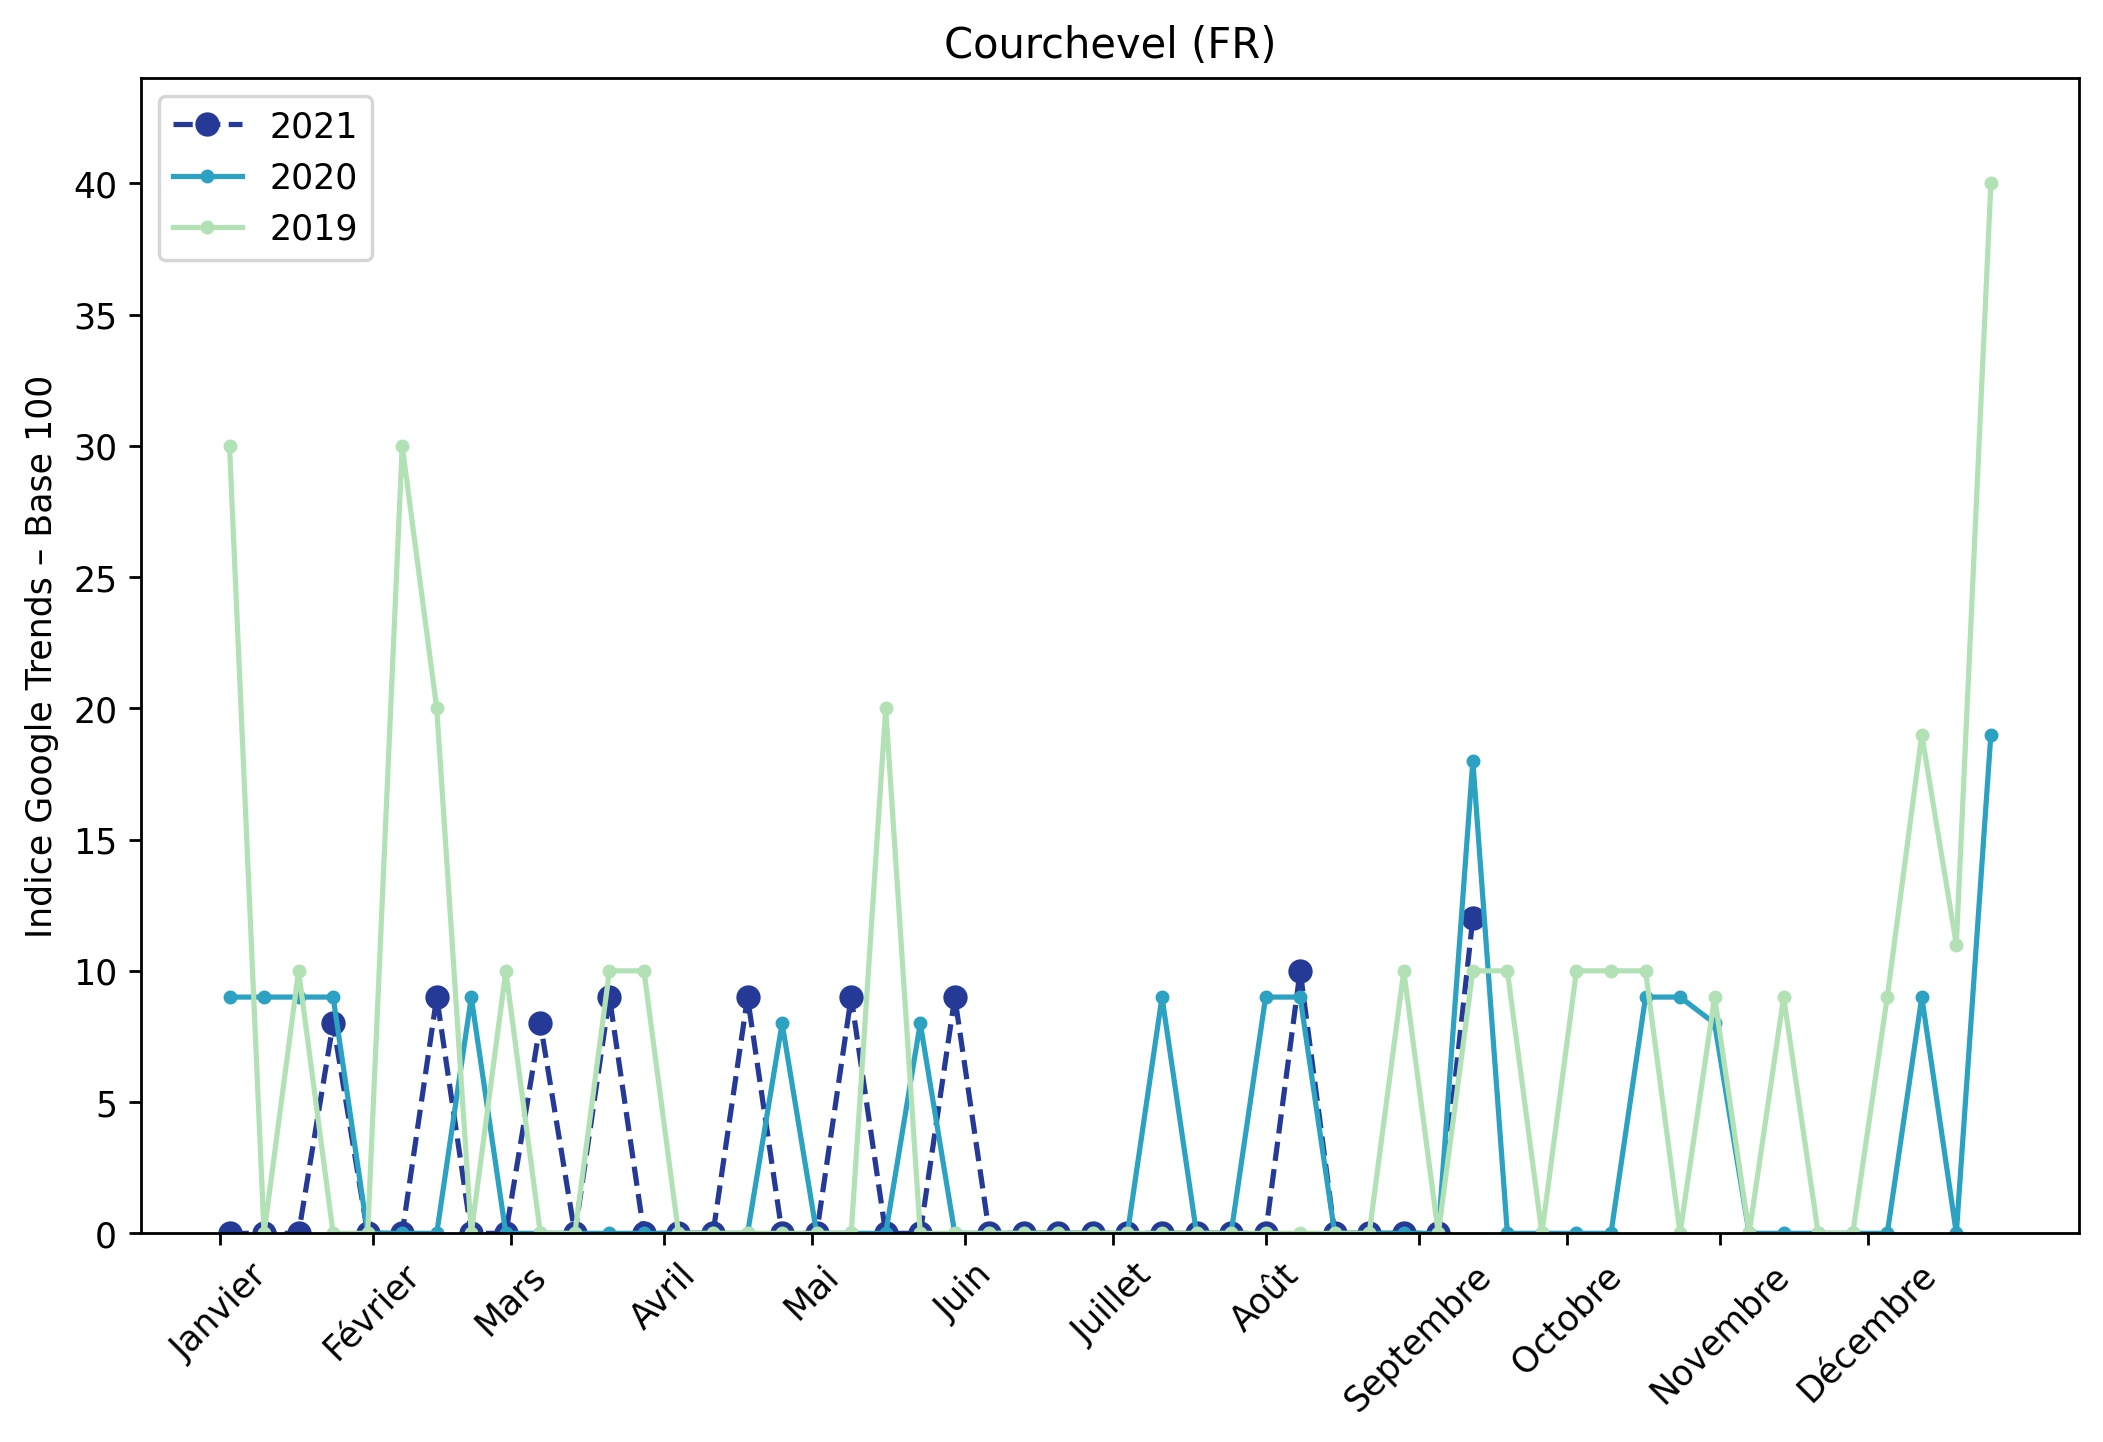 Courchevel (FR)
2021
2020
2019
Indice Google Trends – Base 100
40
35
30
25
20
15
10
5
0
Janvier
Février
Mars
Avril
Mai
Juin
Juillet
Août
Septembre
Octobre
Novembre
Décembre